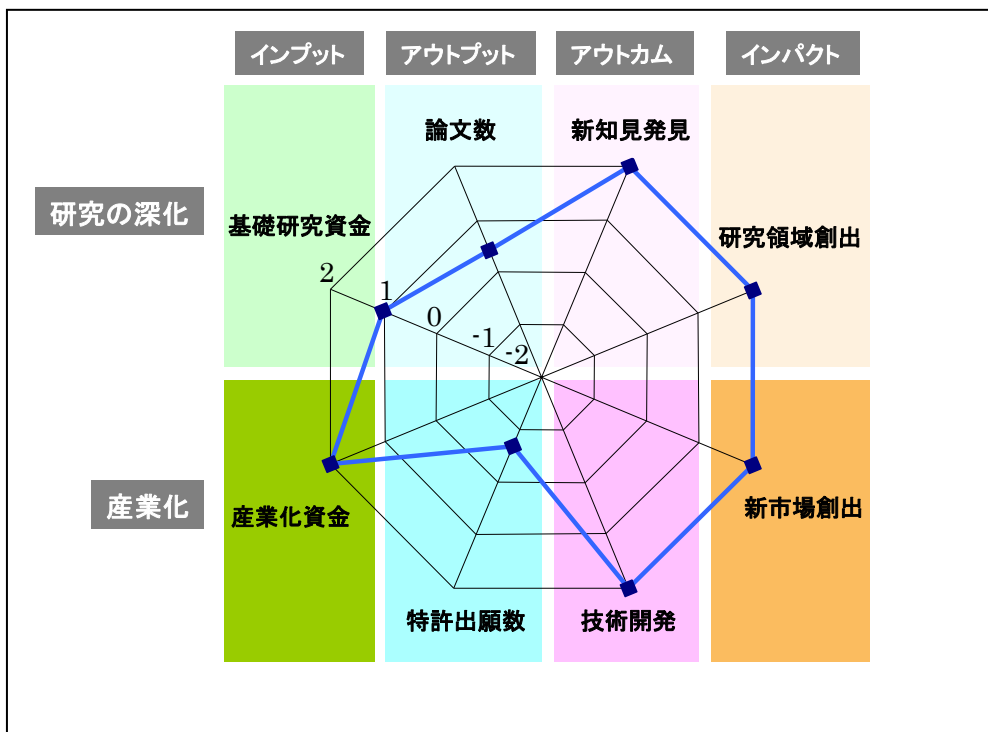 インプット
アウトプット
アウトカム
インパクト
論文数
新知見発見
研究の深化
基礎研究資金
研究領域創出
2
1
0
-1
-2
産業化
産業化資金
新市場創出
特許出願数
技術開発